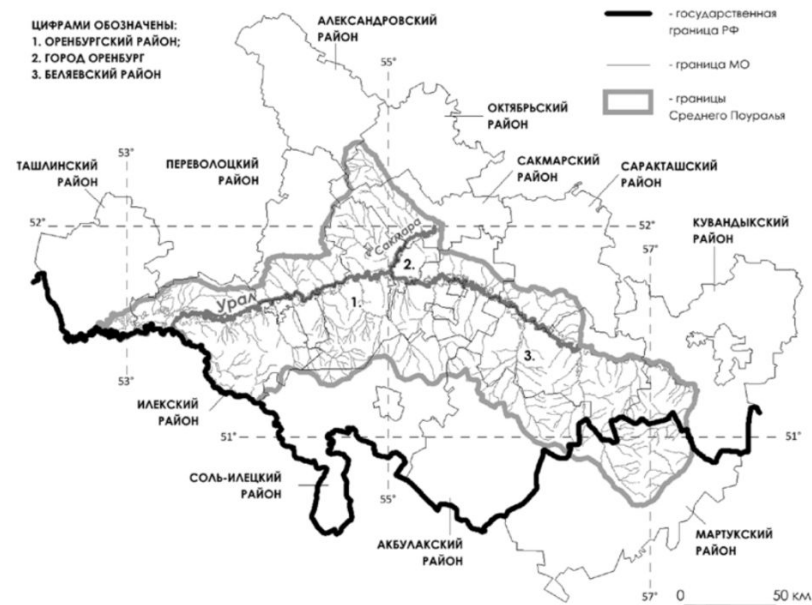 ЦИФРАМИ ОБОЗНАЧЕНЫ:
1. ОРЕНБУРГСКИЙ РАЙОН;
2. ГОРОД ОРЕНБУРГ
3. БЕЛЯЕВСКИЙ РАЙОН
АЛЕКСАНДРОВСКИЙ
РАЙОН
- государственная
граница РФ
- граница МО
- границы
Среднего Поуралья
55°
ОКТЯБРЬСКИЙ
РАЙОН
53°
ТАШЛИНСКИЙ
РАЙОН
ПЕРЕВОЛОЦКИЙ
РАЙОН
САКМАРСКИЙ
РАЙОН
САРАКТАШСКИЙ
РАЙОН
52°
52°
57°
КУВАНДЫКСКИЙ
РАЙОН
р. Сакмара
2.
Урал
1.
3.
53°
ИЛЕКСКИЙ
РАЙОН
51°
51°
СОЛЬ-ИЛЕЦКИЙ
РАЙОН
55°
АКБУЛАКСКИЙ
РАЙОН
МАРТУКСКИЙ
РАЙОН
57°
0 50 км